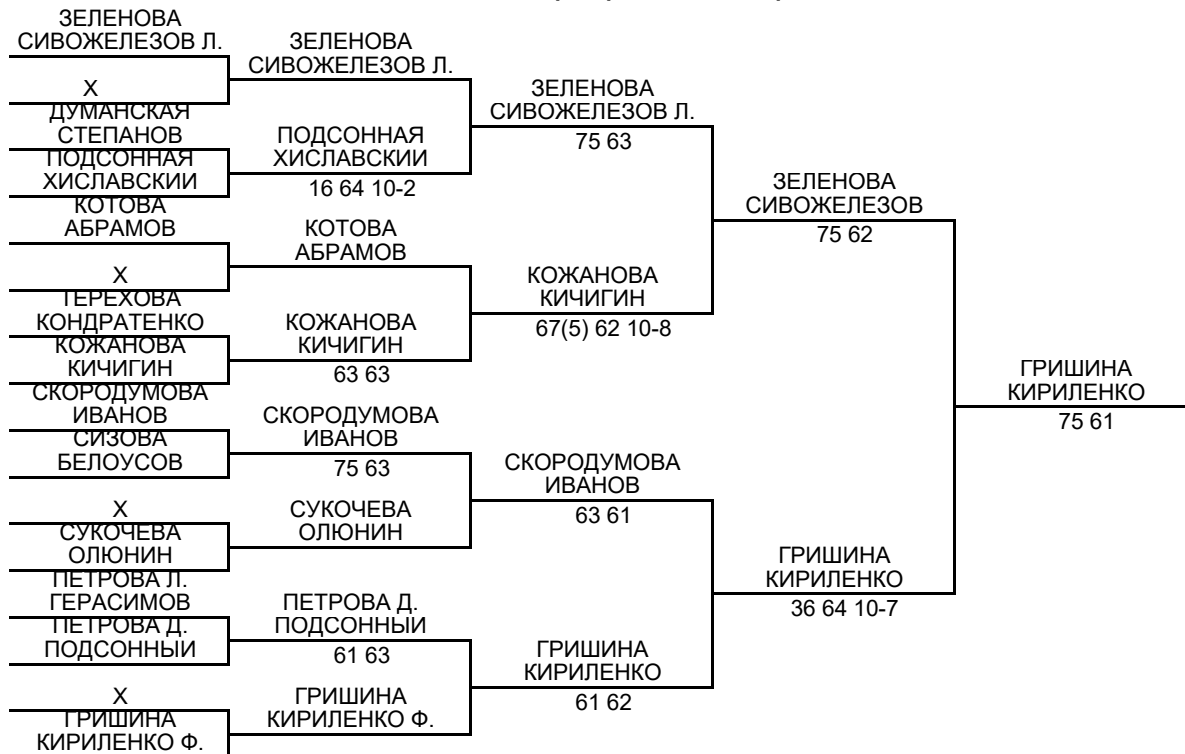 ЗЕЛЕНОВА
СИВОЖЕЛЕЗОВ Л.
X
ДУМАНСКАЯ
СТЕПАНОВ
ПОДСОННАЯ
ХИСЛАВСКИИ
КОТОВА
АБРАМОВ
X
ТЕРЕХОВА
КОНДРАТЕНКО
КОЖАНОВА
КИЧИГИН
СКОРОДУМОВА
ИВАНОВ
СИЗОВА
БЕЛОУСОВ
X
СУКОЧЕВА
ОЛЮНИН
ПЕТРОВА Л.
ГЕРАСИМОВ
ПЕТРОВА Д.
ПОДСОННЫИ
X
ГРИШИНА
КИРИЛЕНКО Ф.
ЗЕЛЕНОВА
СИВОЖЕЛЕЗОВ Л.
ПОДСОННАЯ
ХИСЛАВСКИИ
16 64 10-2
КОТОВА
АБРАМОВ
КОЖАНОВА
КИЧИГИН
63 63
СКОРОДУМОВА
ИВАНОВ
75 63
СУКОЧЕВА
ОЛЮНИН
ПЕТРОВА Д.
ПОДСОННЫИ
61 63
ГРИШИНА
КИРИЛЕНКО Ф.
ЗЕЛЕНОВА
СИВОЖЕЛЕЗОВ Л.
75 63
КОЖАНОВА
КИЧИГИН
67(5) 62 10-8
СКОРОДУМОВА
ИВАНОВ
63 61
ГРИШИНА
КИРИЛЕНКО
61 62
ЗЕЛЕНОВА
СИВОЖЕЛЕЗОВ
75 62
ГРИШИНА
КИРИЛЕНКО
36 64 10-7
ГРИШИНА
КИРИЛЕНКО
75 61